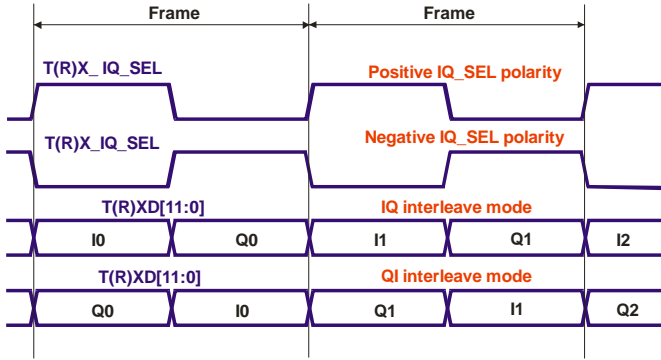 Frame Frame
T(R)X_ IQ_SEL Positive IQ_SEL polarity
T(R)X_IQ_SEL Negative IQ_SEL polarity
T(R)XD[11:0] IQ interleave mode
I0 Q0 I1 Q1 I2
T(R)XD[11:0] QI interleave mode
Q0 I0 Q1 I1 Q2